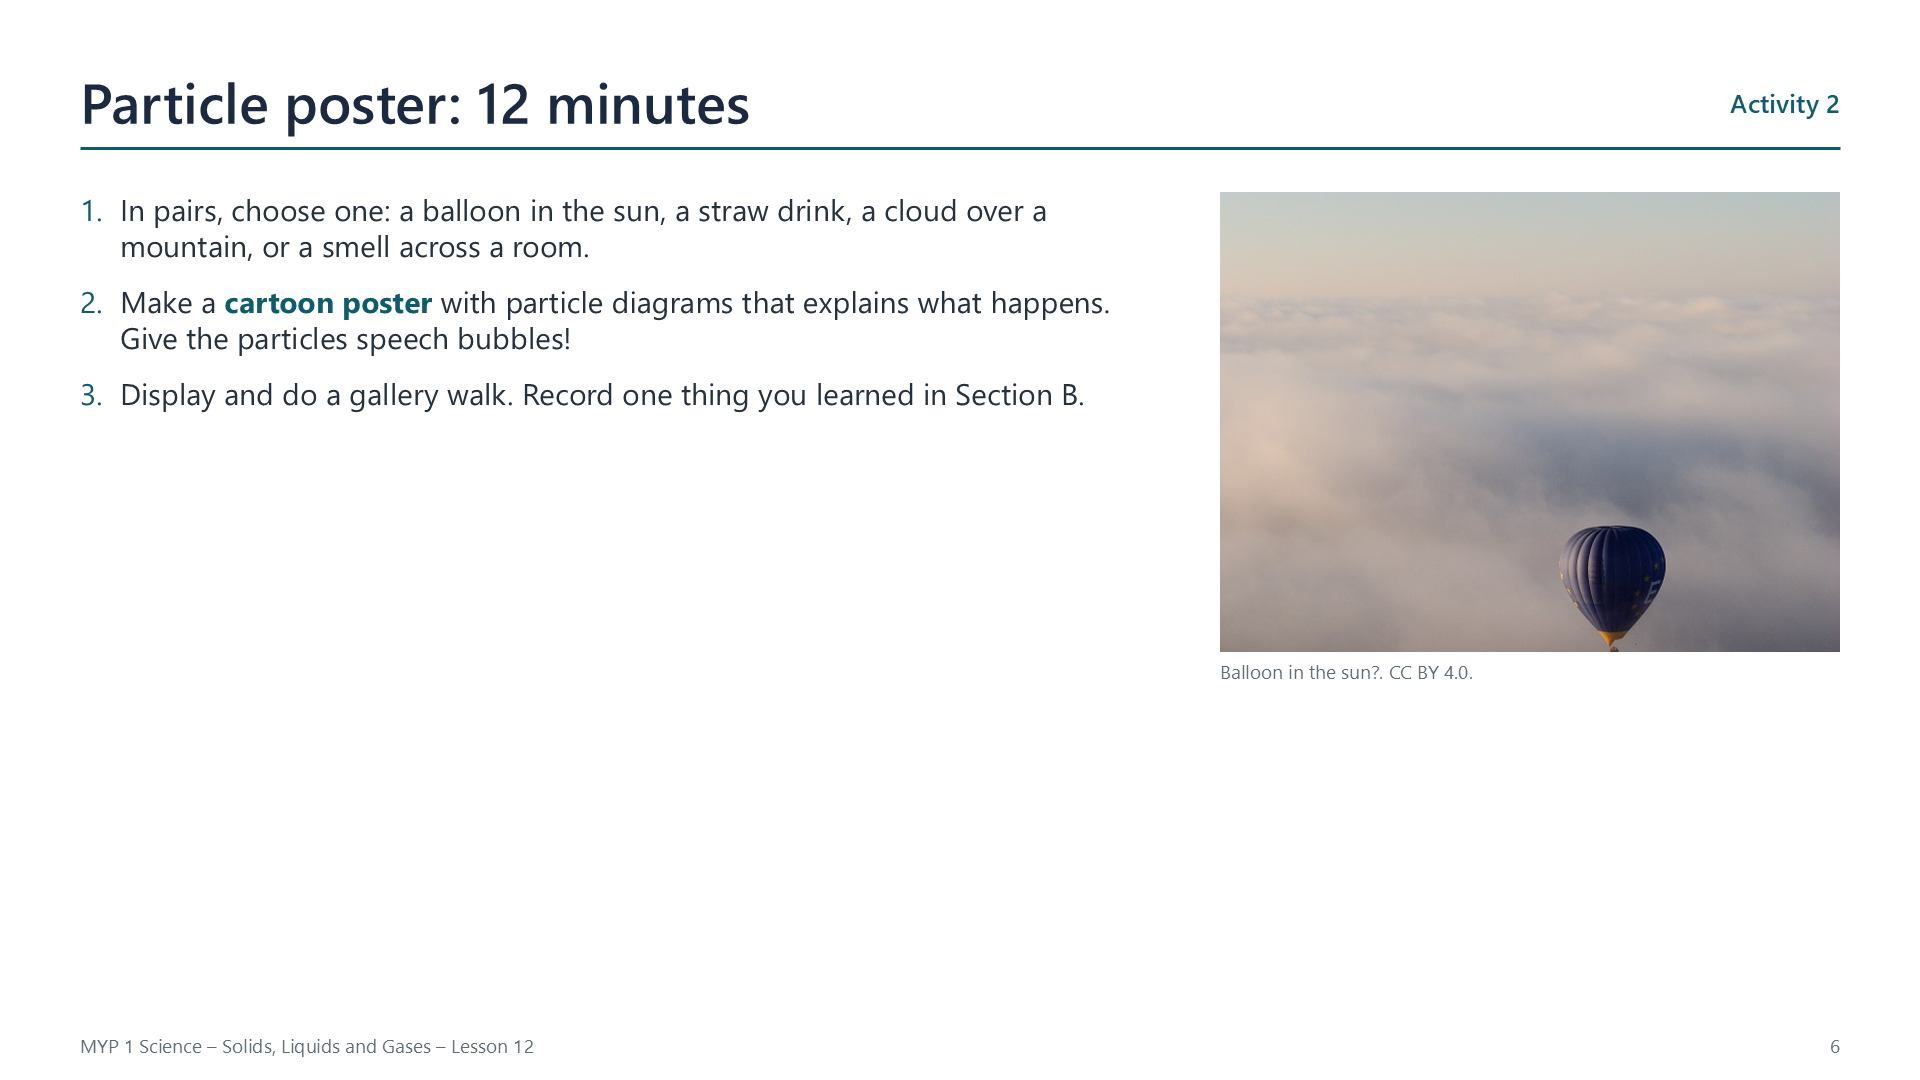 Particle poster: 12 minutes
Activity 2
1. In pairs, choose one: a balloon in the sun, a straw drink, a cloud over a
mountain, or a smell across a room.
2. Make a cartoon poster with particle diagrams that explains what happens.
Give the particles speech bubbles!
3. Display and do a gallery walk. Record one thing you learned in Section B.
E
Balloon in the sun?. CC BY 4.0.
MYP 1 Science – Solids, Liquids and Gases – Lesson 12
6